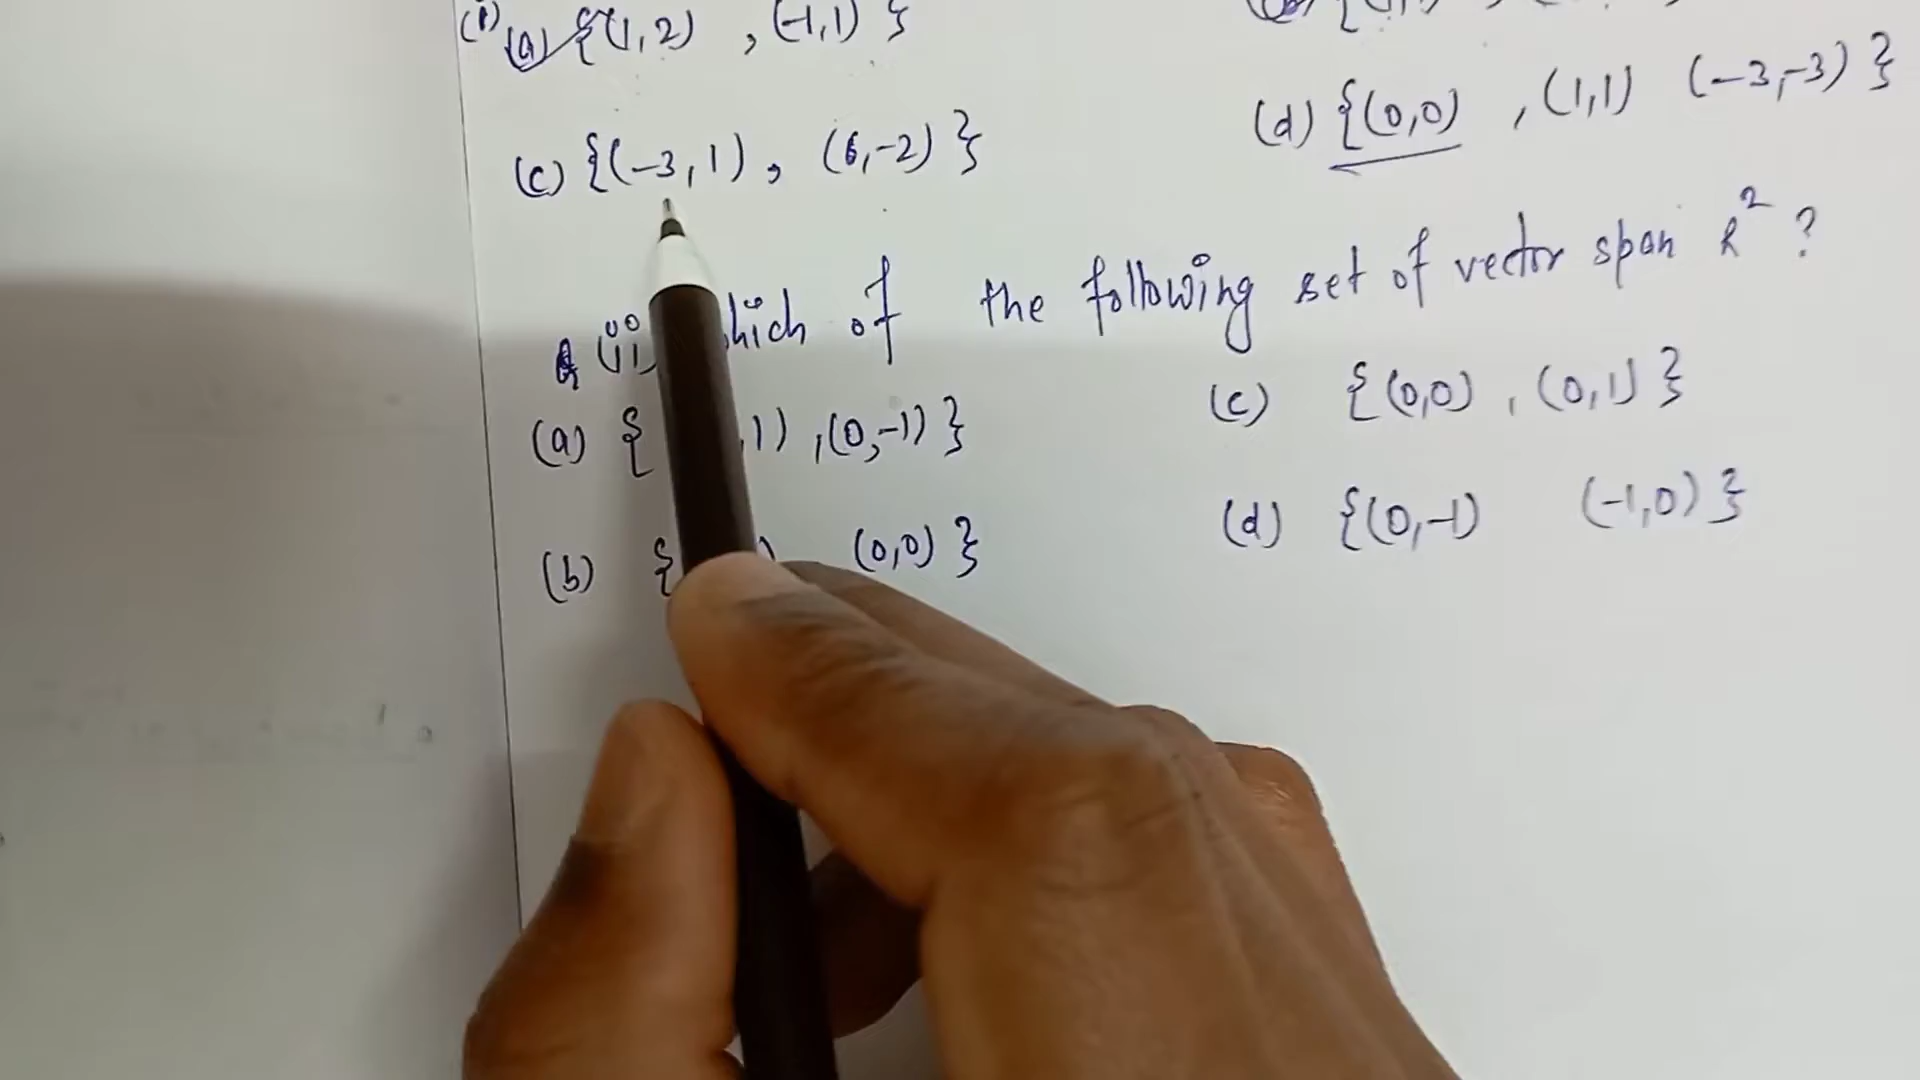 (i) (a) {(1,2) , (-1,1) }
(d) {(0,0) , (1,1) (-3,-3) }
(c) {(-3,1) , (6,-2) }
(ii) of the following set of vector span R² ?
(a) { ,1) , (0,-1) }
(c) {(0,0) , (0,1) }
(b) { ) (0,0) }
(d) {(0,-1) (-1,0) }